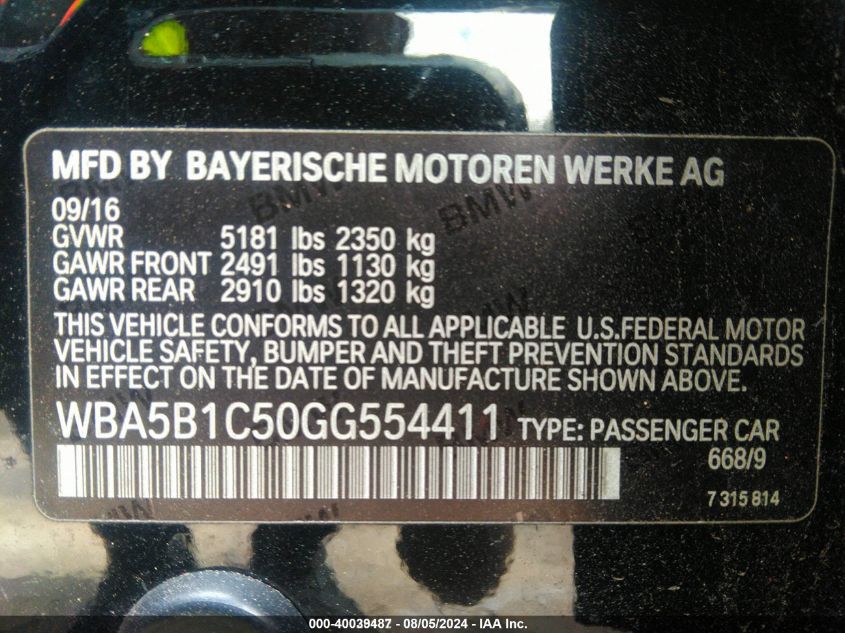 MFD BY BAYERISCHE MOTOREN WERKE AG
09/16
GVWR 5181 lbs 2350 kg
GAWR FRONT 2491 lbs 1130 kg
GAWR REAR 2910 lbs 1320 kg
THIS VEHICLE CONFORMS TO ALL APPLICABLE U.S.FEDERAL MOTOR
VEHICLE SAFETY, BUMPER AND THEFT PREVENTION STANDARDS
IN EFFECT ON THE DATE OF MANUFACTURE SHOWN ABOVE.
WBA5B1C50GG554411 TYPE: PASSENGER CAR
668/9
7 315 814
000-40039487 - 08/05/2024 - IAA Inc.